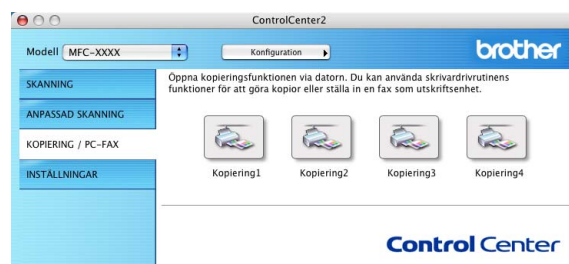 ControlCenter2
Modell MFC-XXXX Konfiguration brother
SKANNING
Öppna kopieringsfunktionen via datorn. Du kan använda skrivardrivrutinens
funktioner för att göra kopior eller ställa in en fax som utskriftsenhet.
ANPASSAD SKANNING
KOPIERING / PC-FAX
INSTÄLLNINGAR
Kopiering1 Kopiering2 Kopiering3 Kopiering4
Control Center